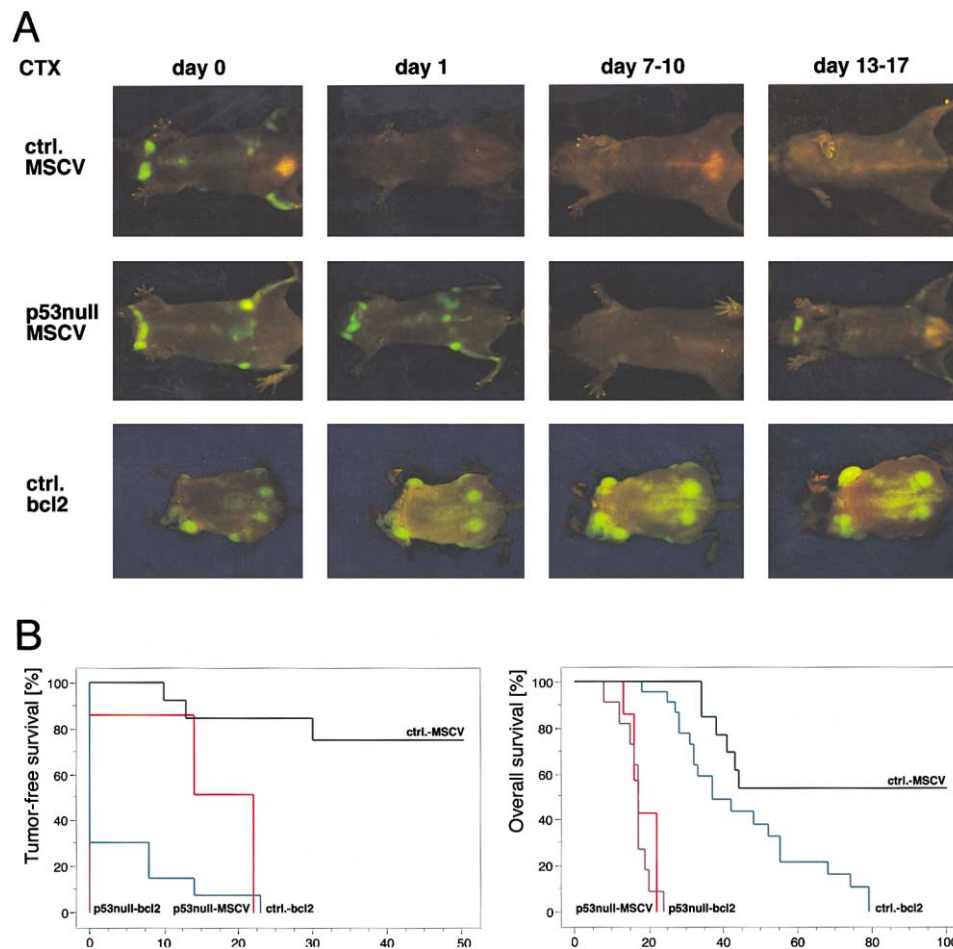 A
CTX day 0 day 1 day 7-10 day 13-17
ctrl.
MSCV
p53null
MSCV
ctrl.
bcl2
B
Tumor-free survival [%]
100
80
60
40
20
0
ctrl.-MSCV
p53null-bcl2 p53null-MSCV ctrl.-bcl2
0 10 20 30 40 50
Overall survival [%]
100
80
60
40
20
0
ctrl.-MSCV
p53null-MSCV p53null-bcl2 ctrl.-bcl2
0 20 40 60 80 100